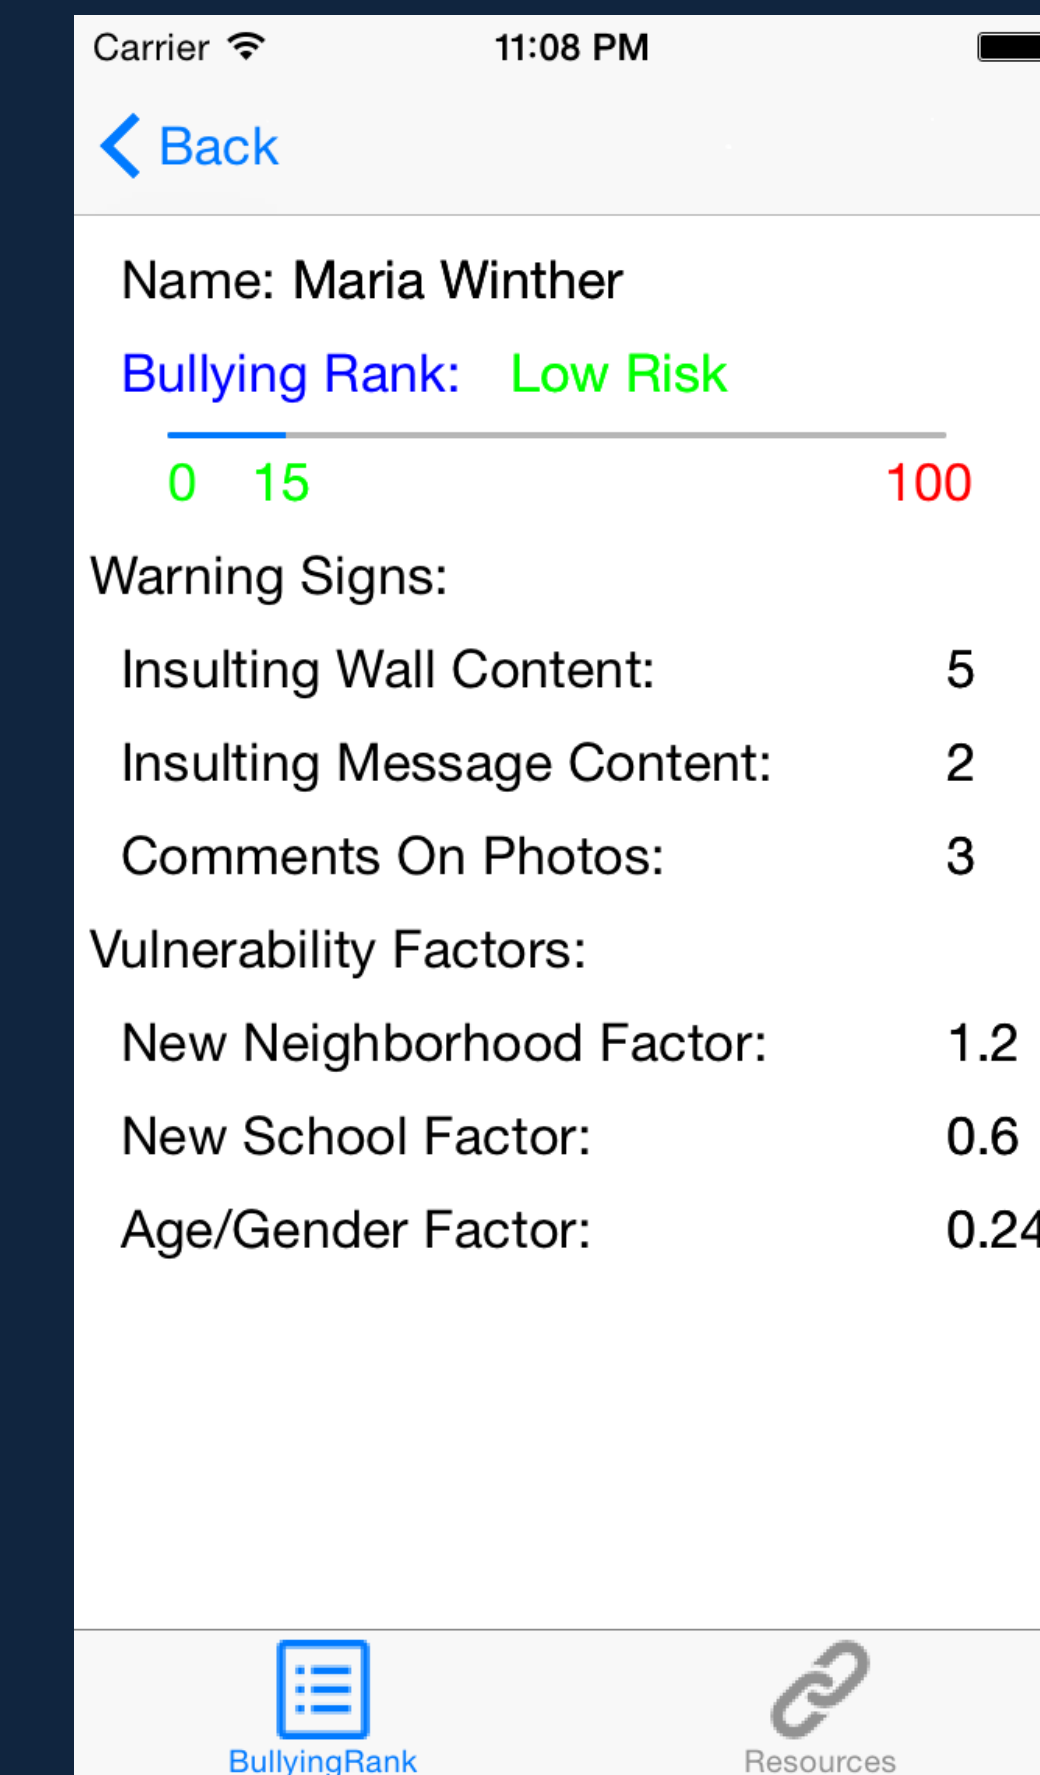 Carrier 11:08 PM
Back
Name: Maria Winther
Bullying Rank: Low Risk
0 15 100
Warning Signs:
Insulting Wall Content: 5
Insulting Message Content: 2
Comments On Photos: 3
Vulnerability Factors:
New Neighborhood Factor: 1.2
New School Factor: 0.6
Age/Gender Factor: 0.24
BullyingRank Resources